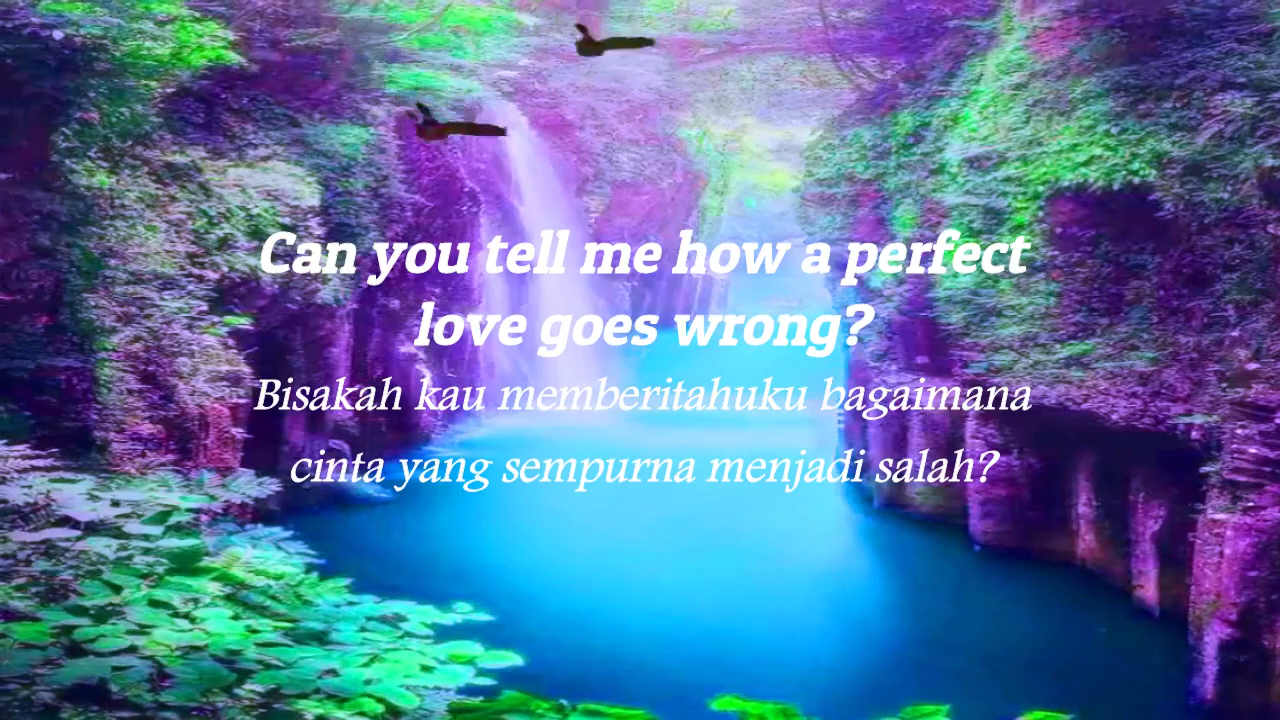 Can you tell me how a perfect
love goes wrong?
Bisakah kau memberitahuku bagaimana
cinta yang sempurna menjadi salah?